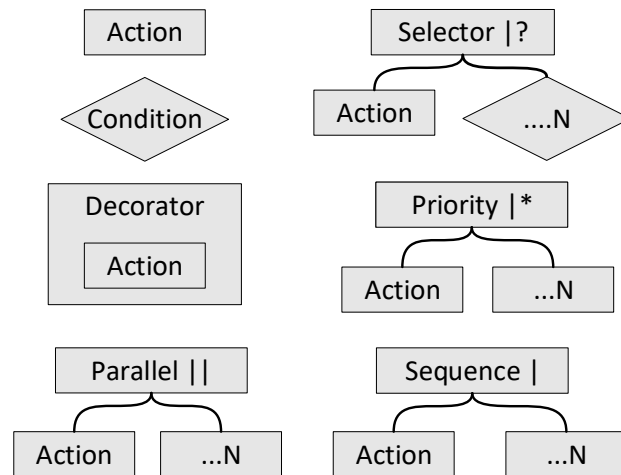 Action
Condition
Decorator
Action
Parallel ||
Action
...N
Selector |?
Action
....N
Priority |*
Action
...N
Sequence |
Action
...N